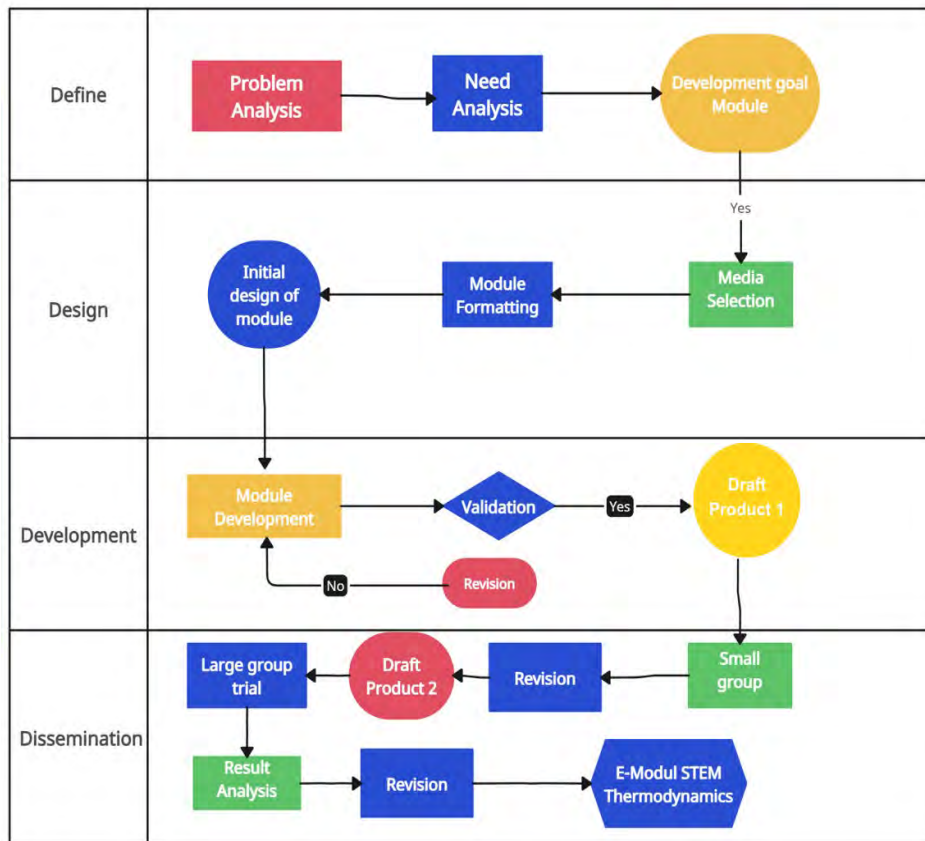 Define
Problem
Analysis
Need
Analysis
Development goal
Module
Yes
Design
Initial
design of
module
Module
Formatting
Media
Selection
Development
Module
Development
Validation
Yes
Draft
Product 1
No
Revision
Dissemination
Large group
trial
Draft
Product 2
Revision
Small
group
Result
Analysis
Revision
E-Modul STEM
Thermodynamics